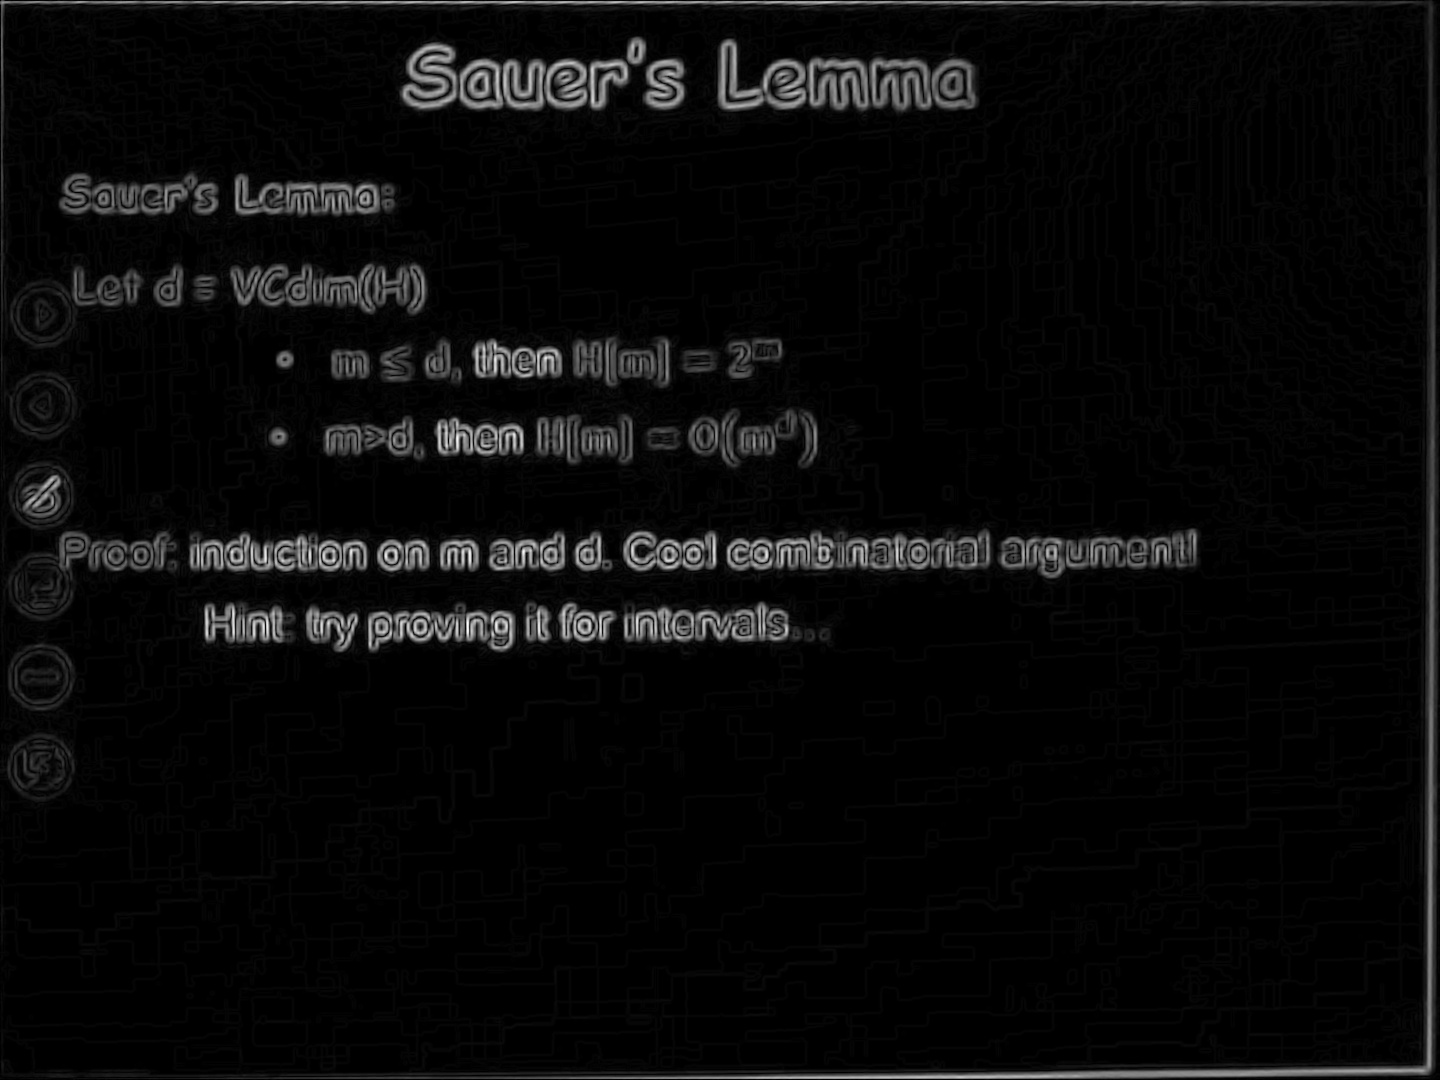 Sauer's Lemma
Sauer's Lemma:
Let d = VCdim(H)
• m ≤ d, then H[m] = 2^m
• m>d, then H[m] = O(m^d)
Proof: induction on m and d. Cool combinatorial argument!
Hint: try proving it for intervals...